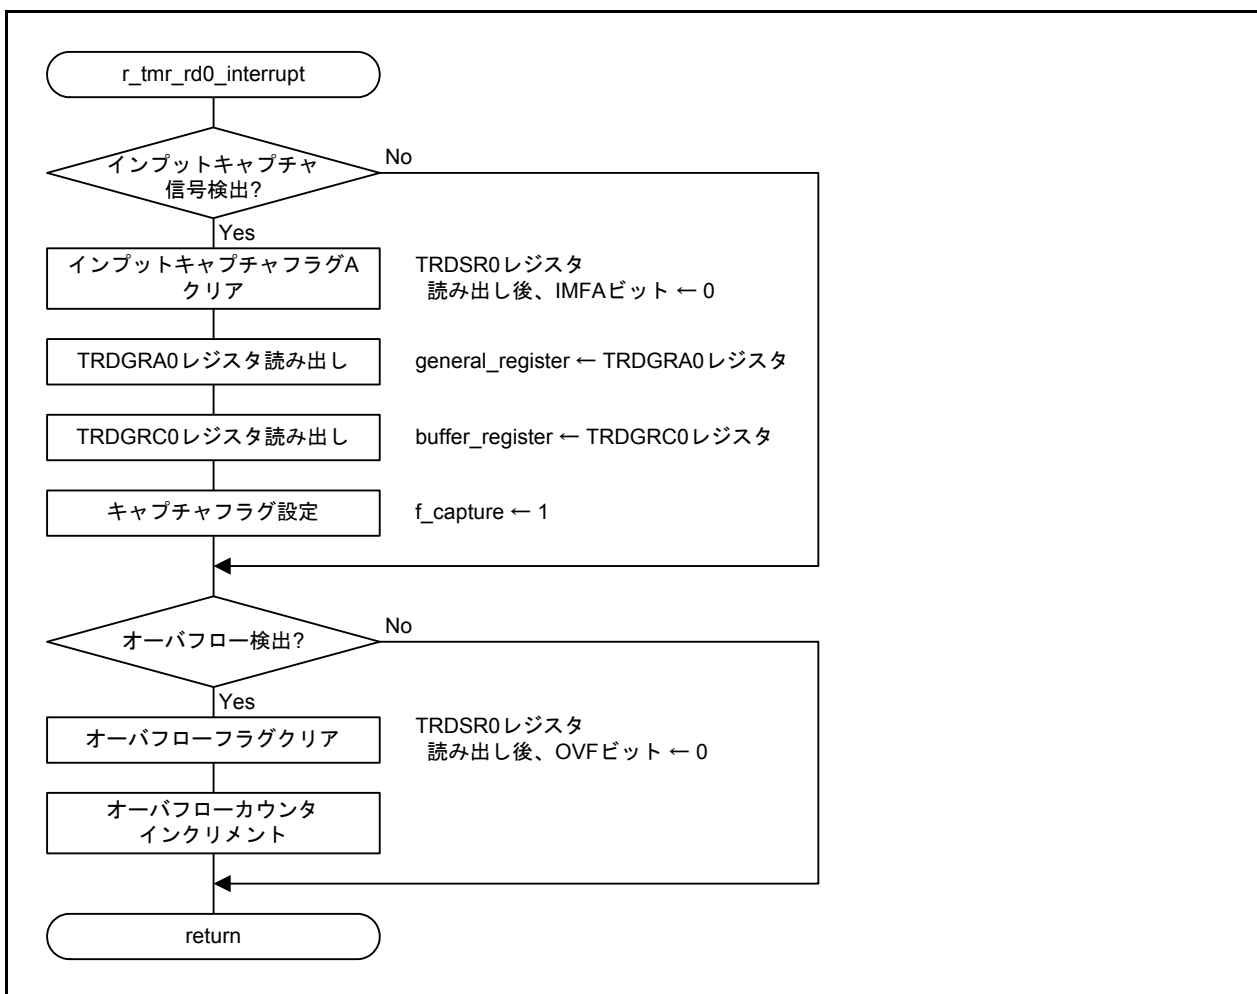 r_tmr_rd0_interrupt
インプットキャプチャ
信号検出?
No
Yes
インプットキャプチャフラグA
クリア
TRDSR0レジスタ
読み出し後、IMFAビット ← 0
TRDGRA0レジスタ読み出し
general_register ← TRDGRA0レジスタ
TRDGRC0レジスタ読み出し
buffer_register ← TRDGRC0レジスタ
キャプチャフラグ設定
f_capture ← 1
オーバフロー検出?
No
Yes
オーバフローフラグクリア
TRDSR0レジスタ
読み出し後、OVFビット ← 0
オーバフローカウンタ
インクリメント
return